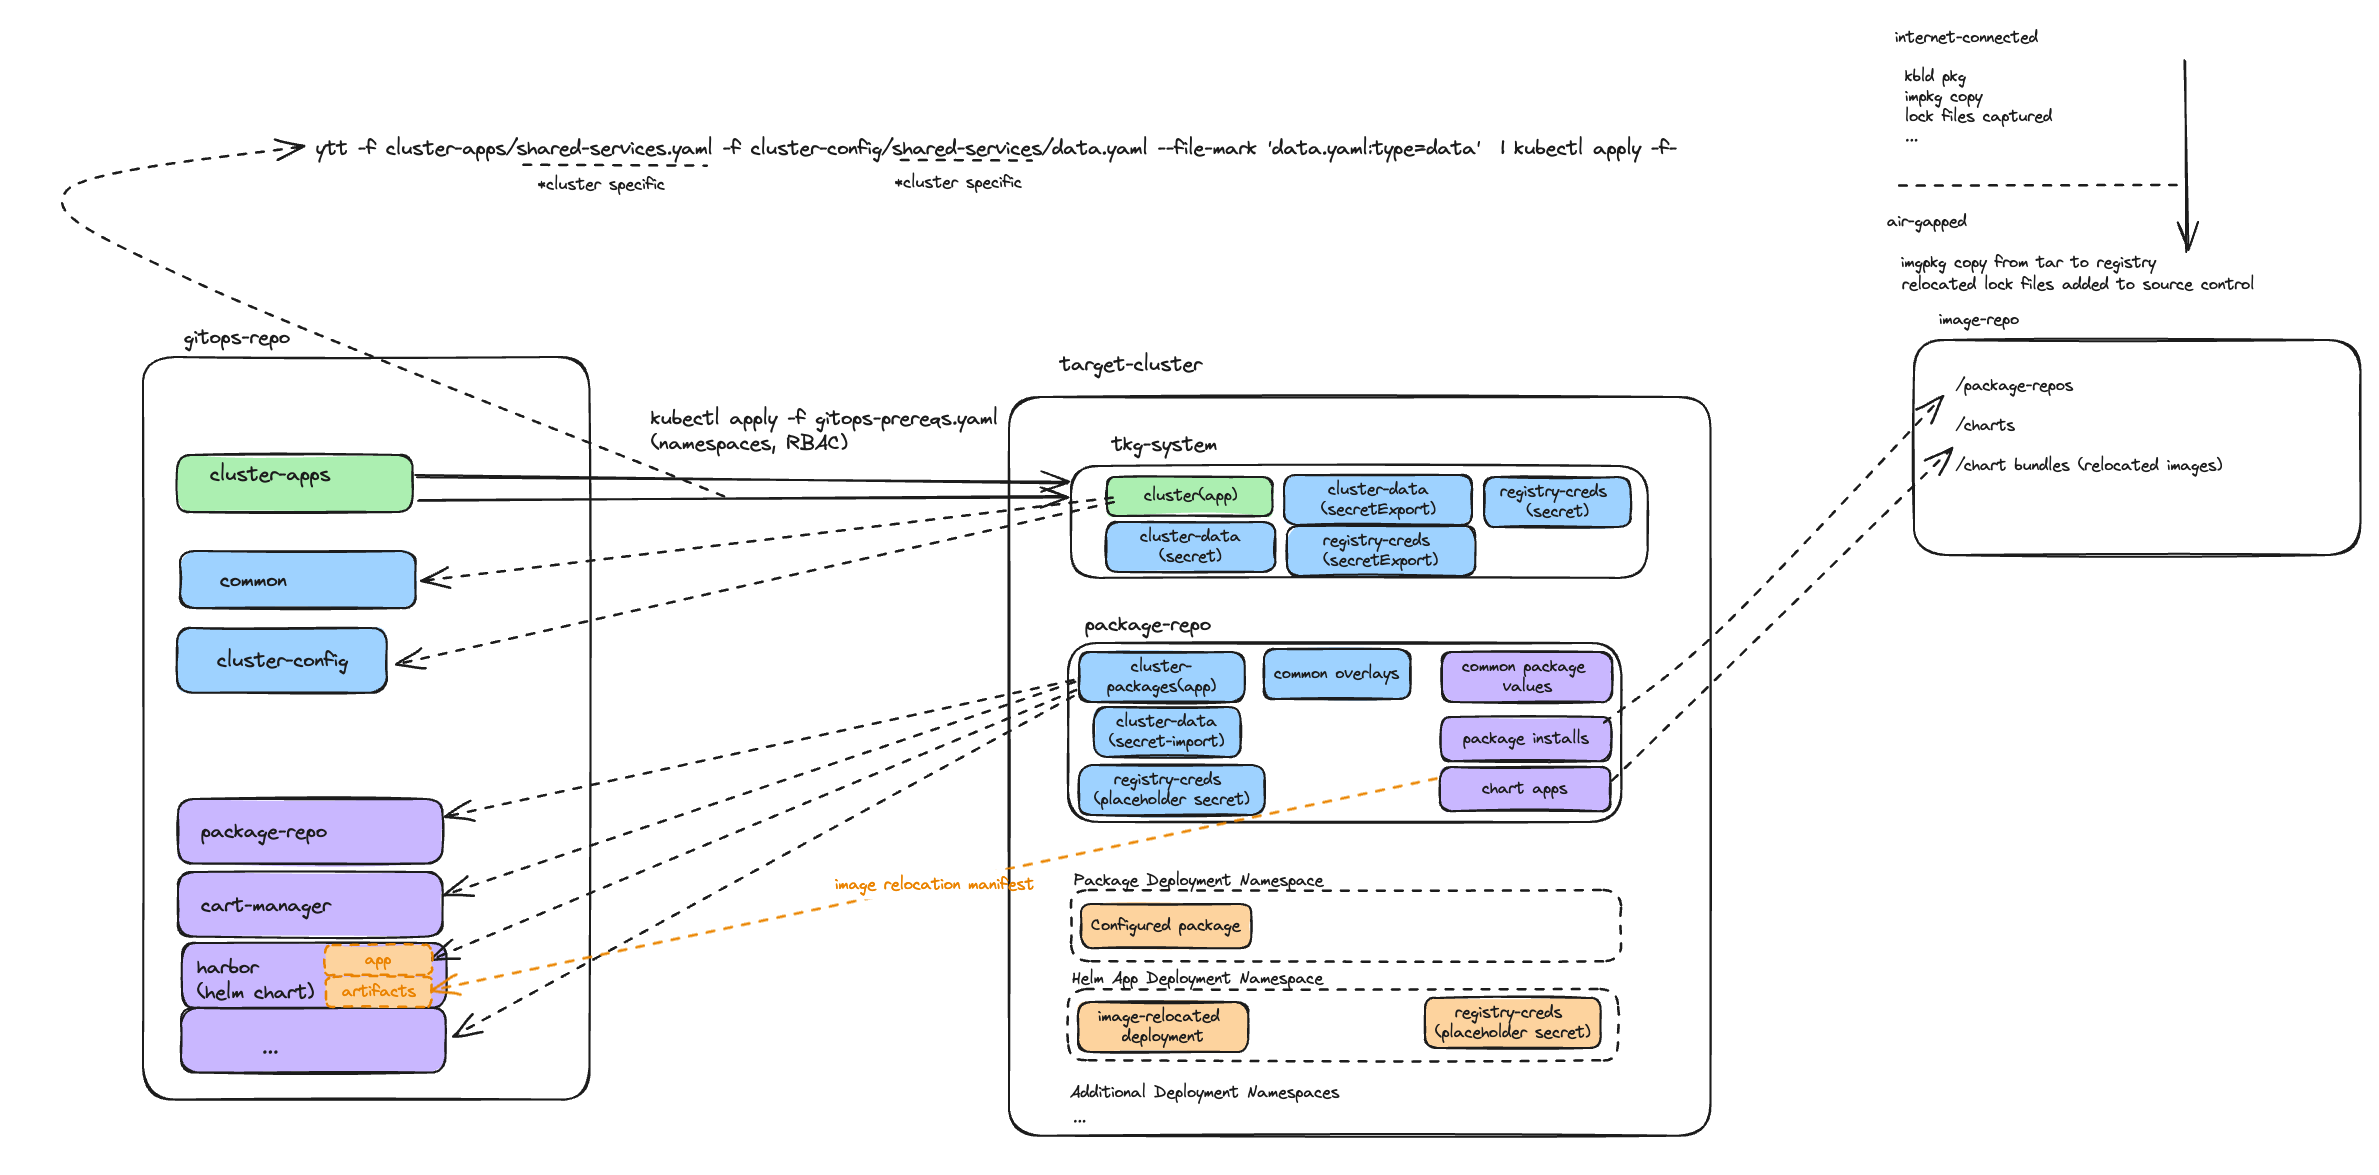 internet-connected
kbld pkg
impkg copy
lock files captured
...
air-gapped
imgpkg copy from tar to registry
relocated lock files added to source control
ytt -f cluster-apps/shared-services.yaml -f cluster-config/shared-services/data.yaml --file-mark 'data.yaml:type=data' | kubectl apply -f-
*cluster specific
*cluster specific
gitops-repo
cluster-apps
common
cluster-config
package-repo
cart-manager
harbor
(helm chart)
app
artifacts
...
kubectl apply -f gitops-prereqs.yaml
(namespaces, RBAC)
image relocation manifest
target-cluster
tkg-system
cluster(app)
cluster-data
(secretExport)
registry-creds
(secret)
cluster-data
(secret)
registry-creds
(secretExport)
package-repo
cluster-
packages(app)
common overlays
common package
values
cluster-data
(secret-import)
package installs
registry-creds
(placeholder secret)
chart apps
Package Deployment Namespace
Configured package
Helm App Deployment Namespace
image-relocated
deployment
registry-creds
(placeholder secret)
Additional Deployment Namespaces
...
image-repo
/package-repos
/charts
/chart bundles (relocated images)